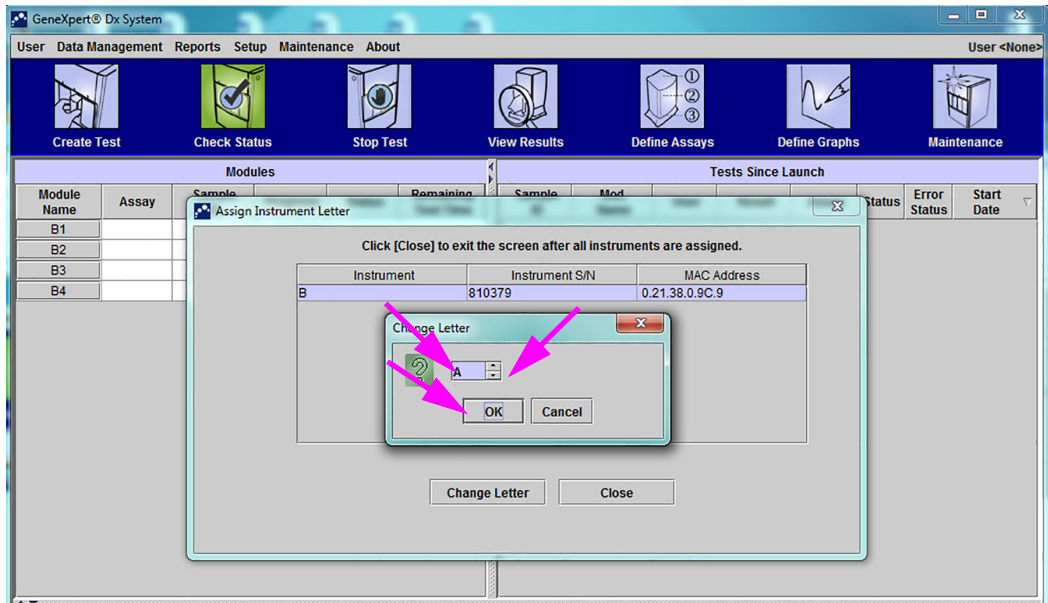 GeneXpert® Dx System
User Data Management Reports Setup Maintenance About User <None>
Create Test Check Status Stop Test View Results Define Assays Define Graphs Maintenance
Modules Tests Since Launch
Module Name Assay Sample Remaining Sample Mod Status Error Status Start Date
B1
B2
B3
B4
Assign Instrument Letter
Click [Close] to exit the screen after all instruments are assigned.
Instrument Instrument S/N MAC Address
B 810379 0.21.38.0.9C.9
Change Letter
A
OK Cancel
Change Letter Close